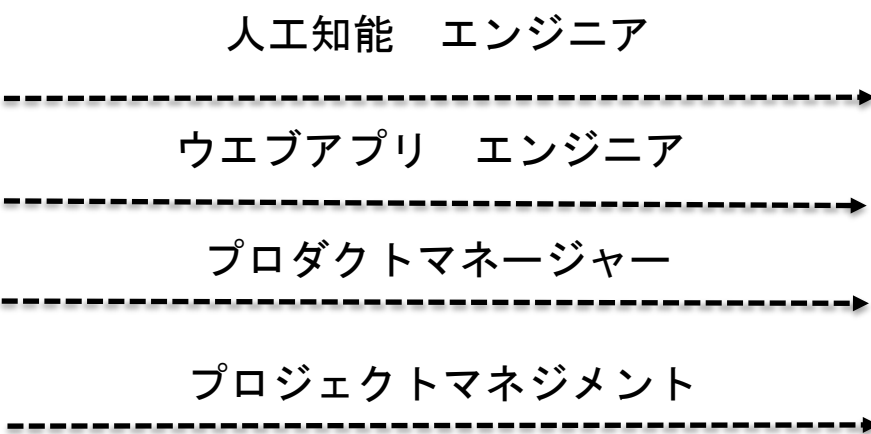 人工知能　エンジニア
ウエブアプリ　エンジニア
プロダクトマネージャー
プロジェクトマネジメント